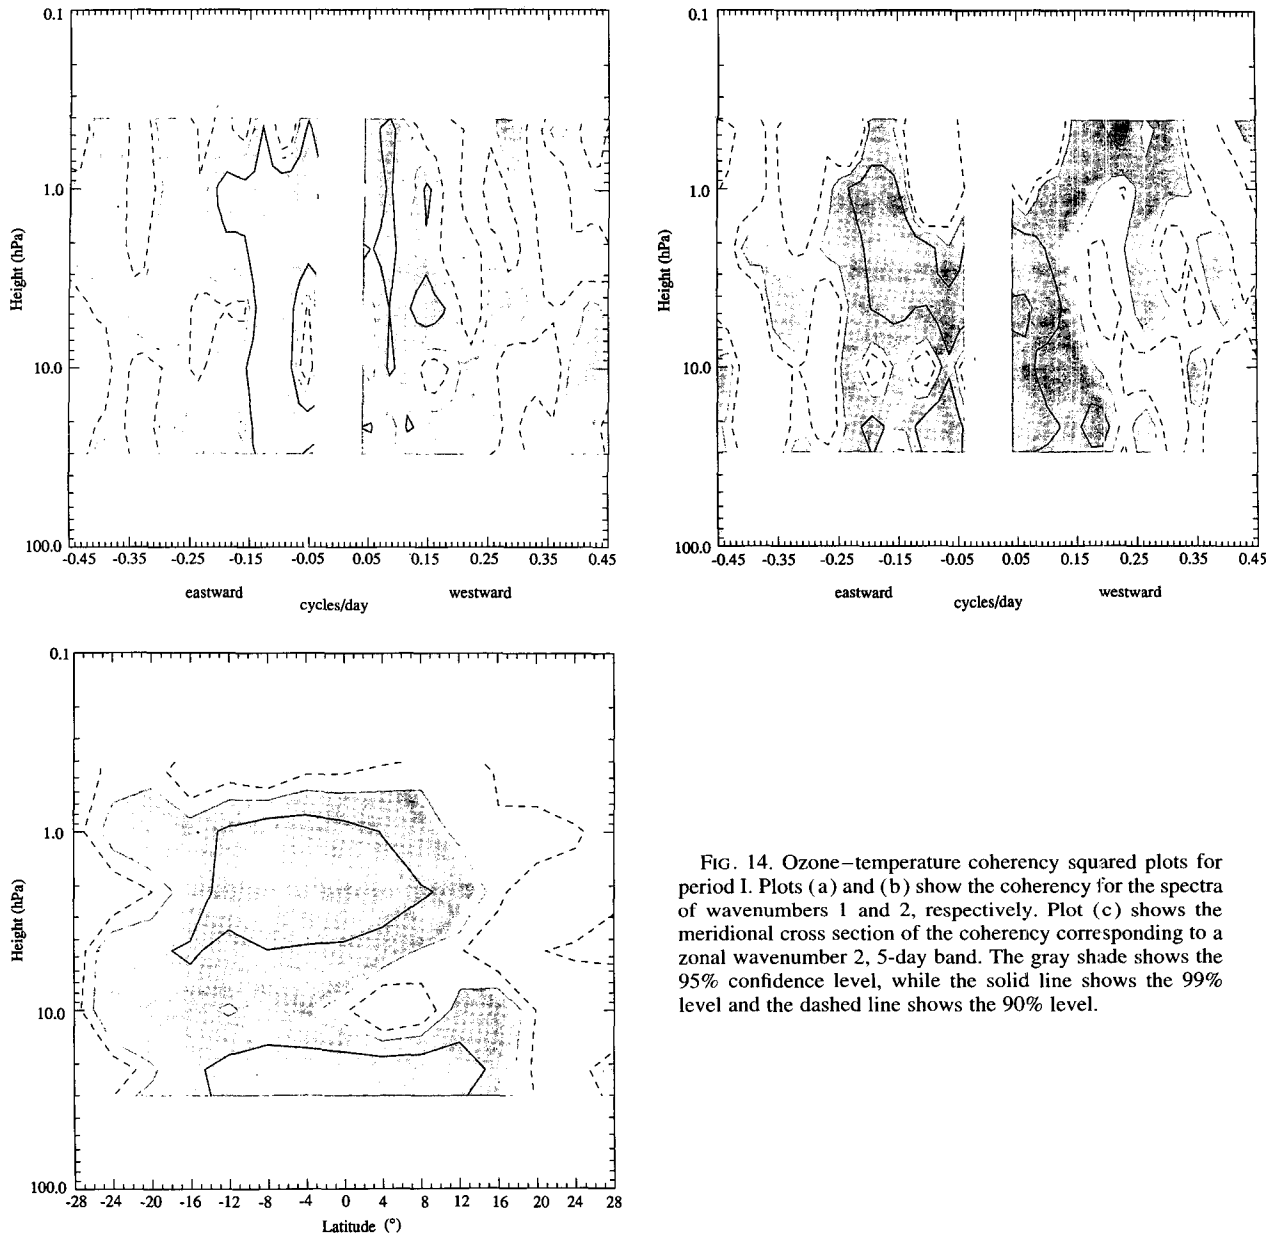 0.1
1.0
10.0
100.0
Height (hPa)
-0.45 -0.35 -0.25 -0.15 -0.05 0.05 0.15 0.25 0.35 0.45
eastward westward
cycles/day
0.1
1.0
10.0
100.0
Height (hPa)
-0.45 -0.35 -0.25 -0.15 -0.05 0.05 0.15 0.25 0.35 0.45
eastward westward
cycles/day
0.1
1.0
10.0
100.0
Height (hPa)
-28 -24 -20 -16 -12 -8 -4 0 4 8 12 16 20 24 28
Latitude (°)
FIG. 14. Ozone–temperature coherency squared plots for
period I. Plots (a) and (b) show the coherency for the spectra
of wavenumbers 1 and 2, respectively. Plot (c) shows the
meridional cross section of the coherency corresponding to a
zonal wavenumber 2, 5-day band. The gray shade shows the
95% confidence level, while the solid line shows the 99%
level and the dashed line shows the 90% level.